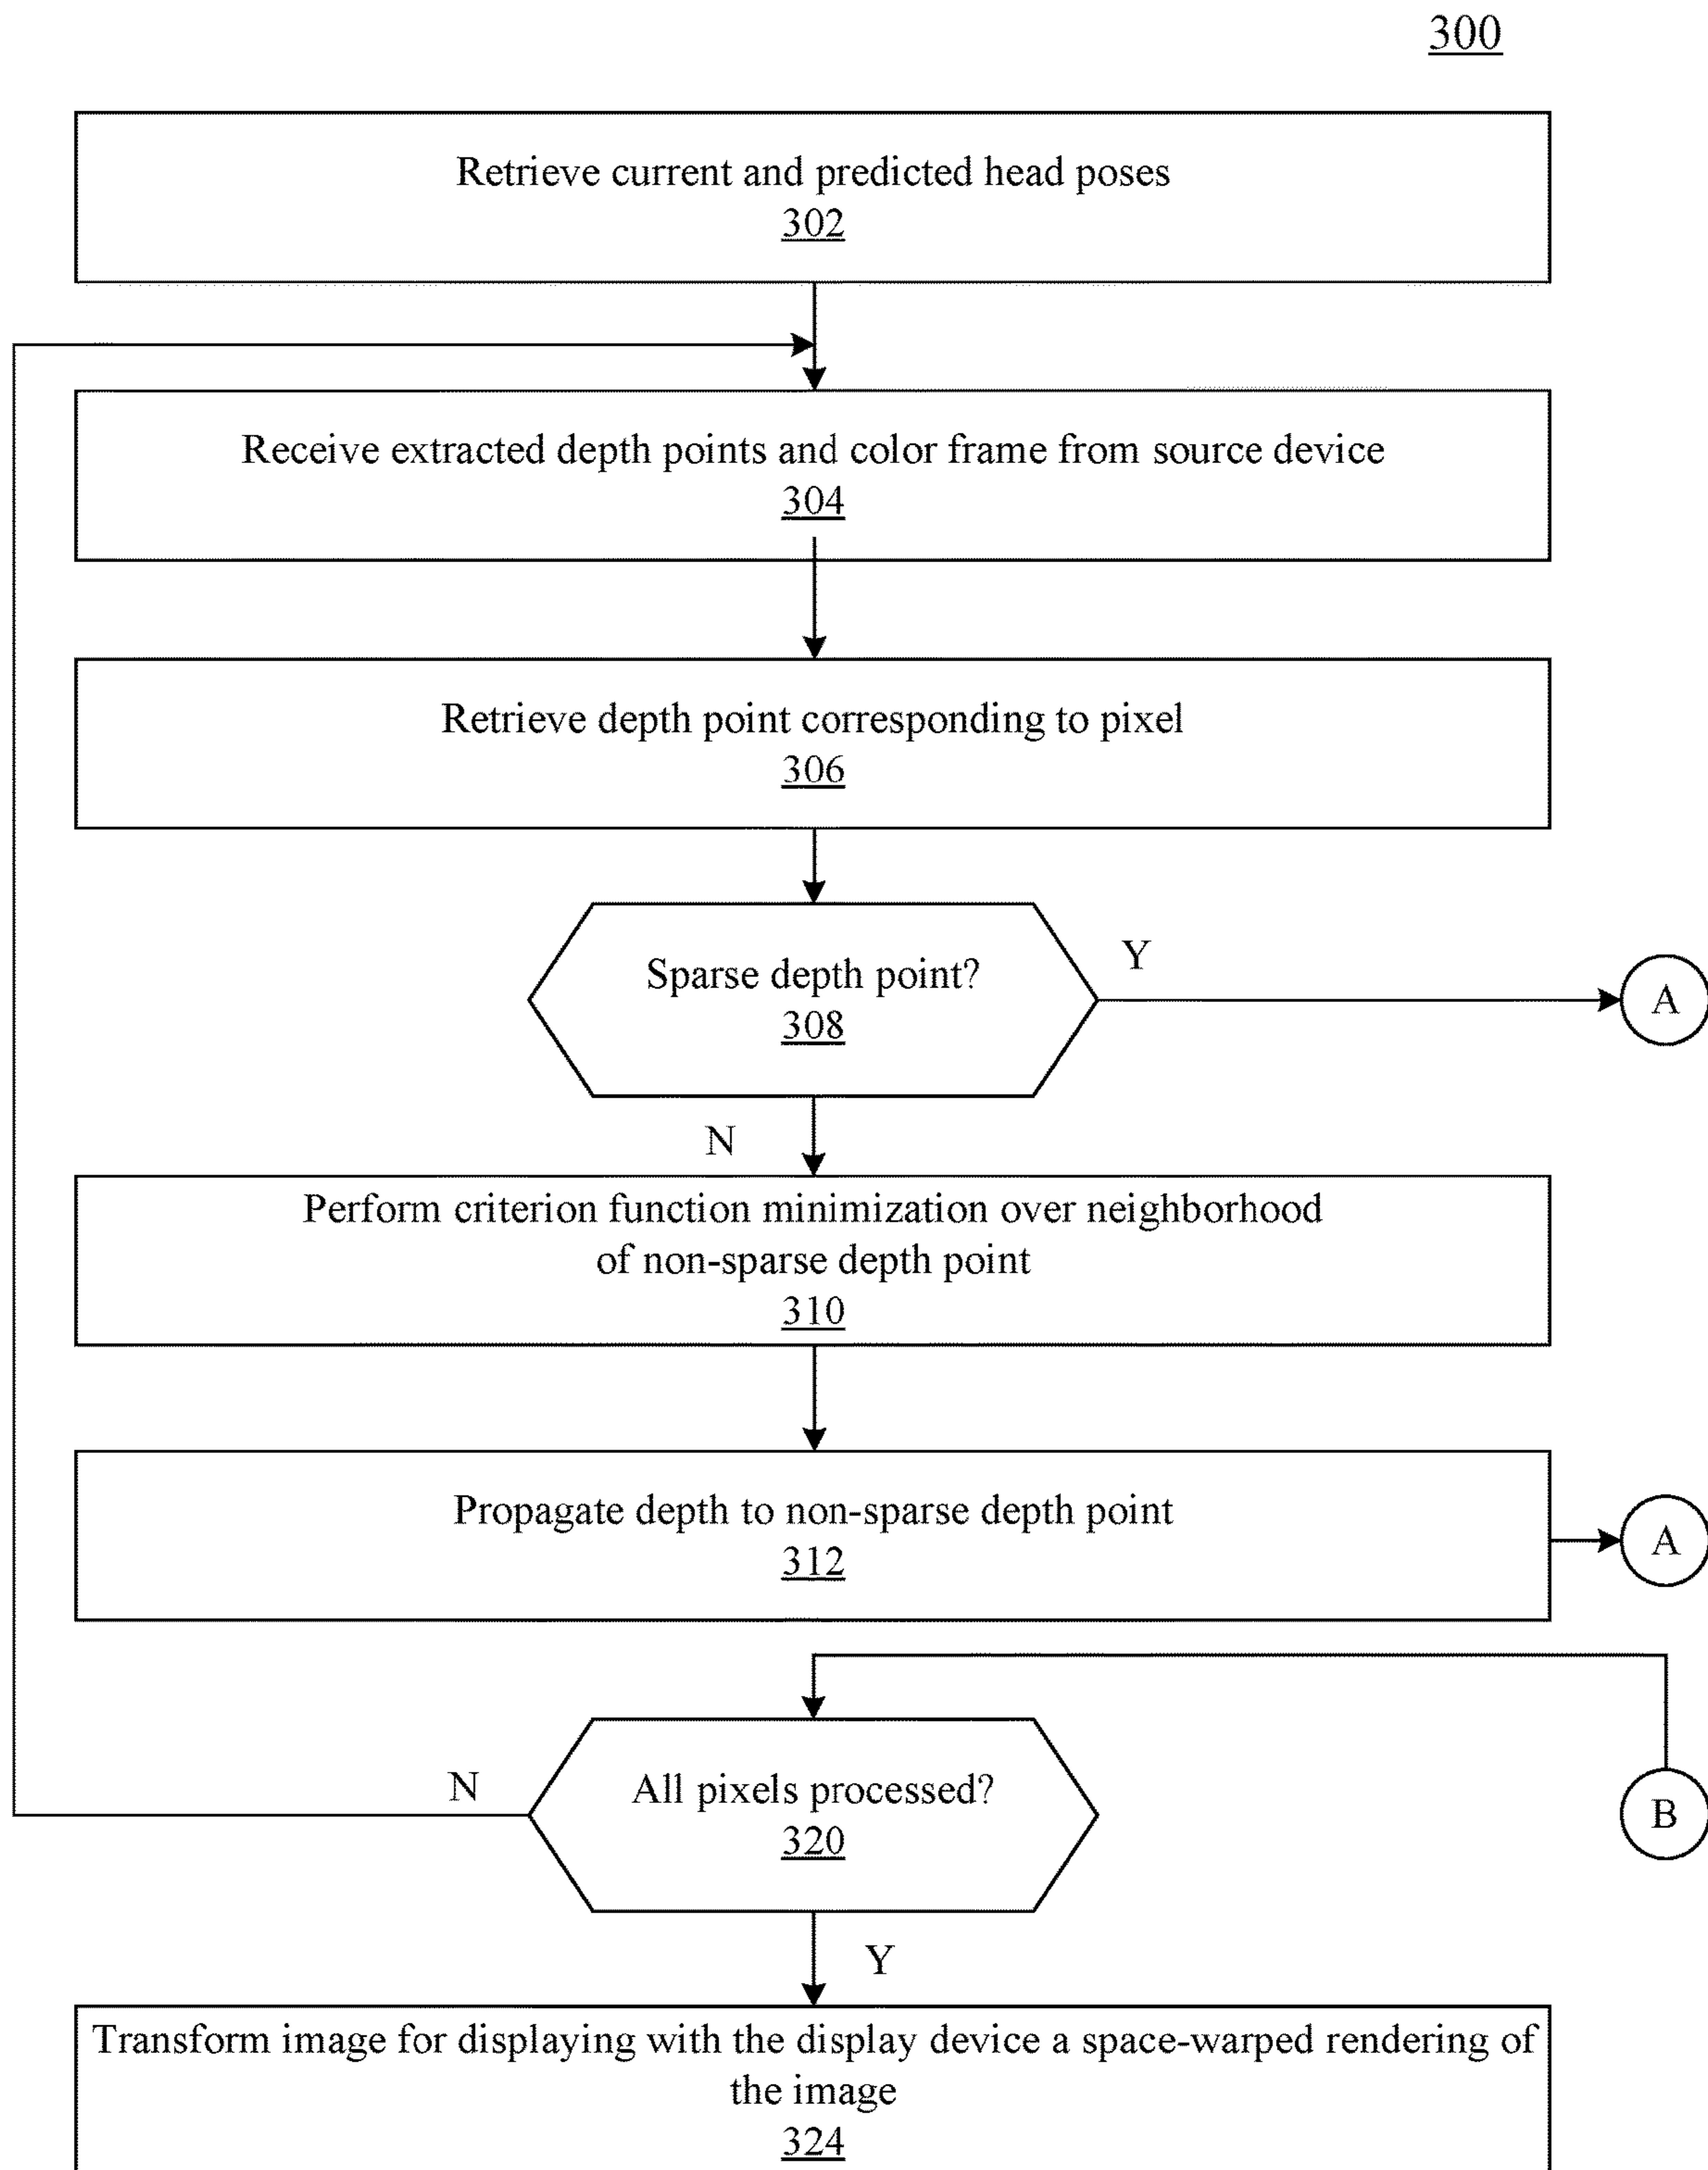 300
Retrieve current and predicted head poses
302
Receive extracted depth points and color frame from source device
304
Retrieve depth point corresponding to pixel
306
Sparse depth point?
308
Y
A
N
Perform criterion function minimization over neighborhood
of non-sparse depth point
310
Propagate depth to non-sparse depth point
312
A
All pixels processed?
320
N
B
Y
Transform image for displaying with the display device a space-warped rendering of
the image
324